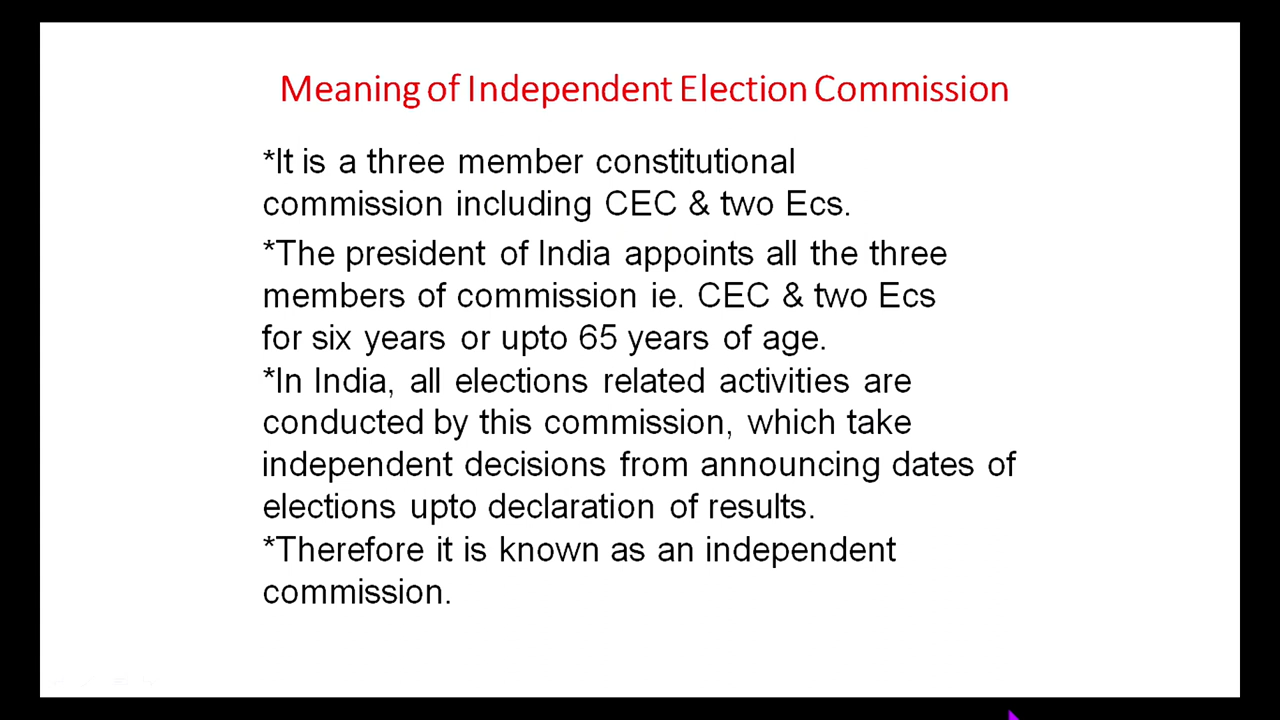 Meaning of Independent Election Commission
*It is a three member constitutional
commission including CEC & two Ecs.
*The president of India appoints all the three
members of commission ie. CEC & two Ecs
for six years or upto 65 years of age.
*In India, all elections related activities are
conducted by this commission, which take
independent decisions from announcing dates of
elections upto declaration of results.
*Therefore it is known as an independent
commission.